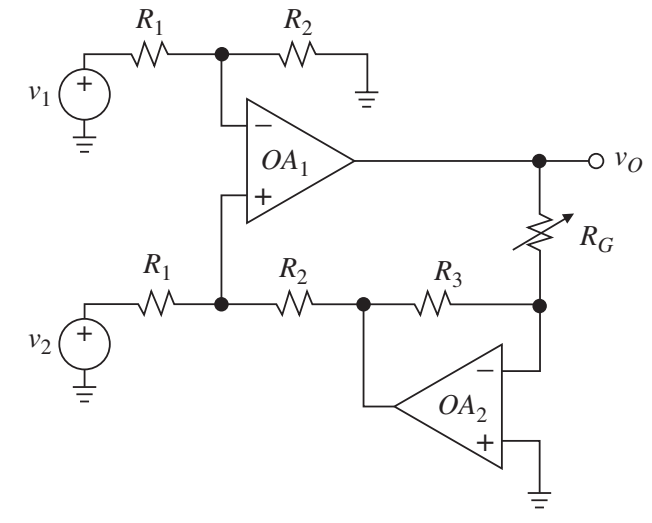 R1 R2
v1
−
OA1
+
vO
RG
R1 R2 R3
v2
−
OA2
+